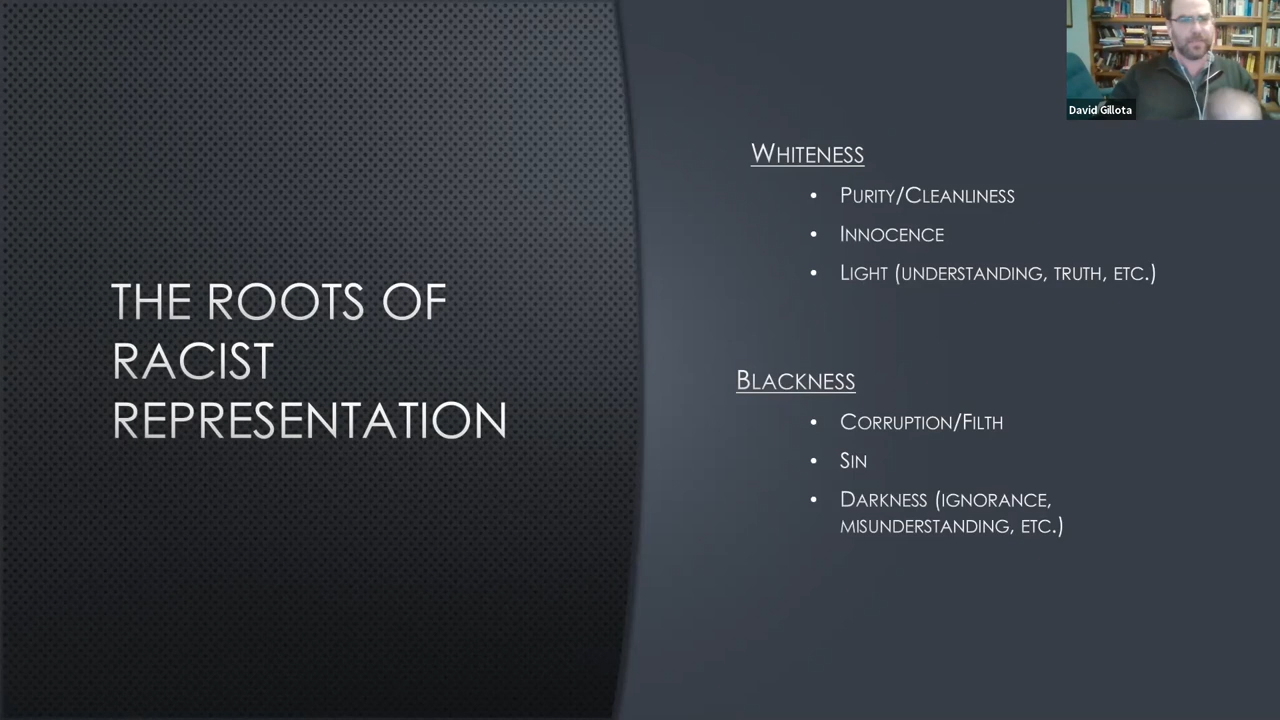 THE ROOTS OF
RACIST
REPRESENTATION
WHITENESS
• PURITY/CLEANLINESS
• INNOCENCE
• LIGHT (UNDERSTANDING, TRUTH, ETC.)
BLACKNESS
• CORRUPTION/FILTH
• SIN
• DARKNESS (IGNORANCE,
MISUNDERSTANDING, ETC.)
David Gillota